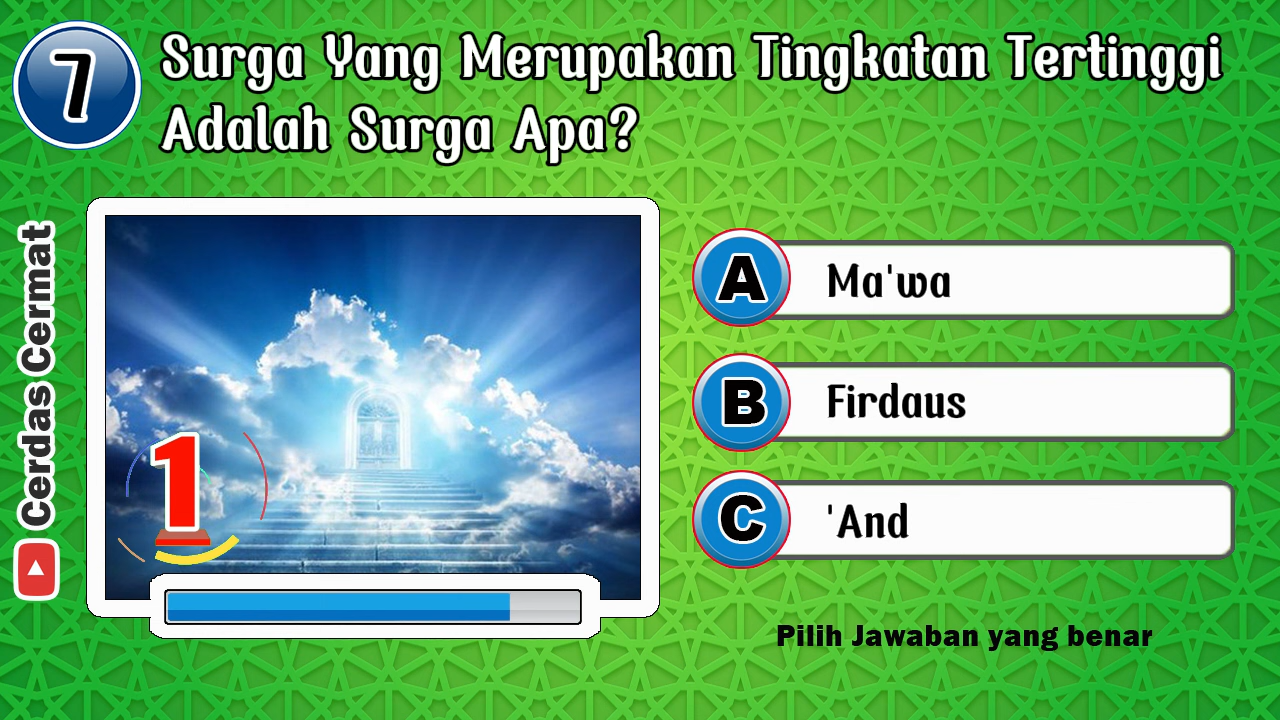 7
Surga Yang Merupakan Tingkatan Tertinggi
Adalah Surga Apa?
Cerdas Cermat
1
A Ma'wa
B Firdaus
C 'And
Pilih Jawaban yang benar